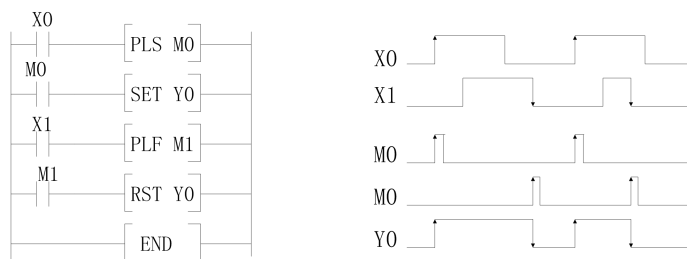 X0
PLS M0
M0
SET Y0
X1
PLF M1
M1
RST Y0
END
X0
X1
M0
M0
Y0